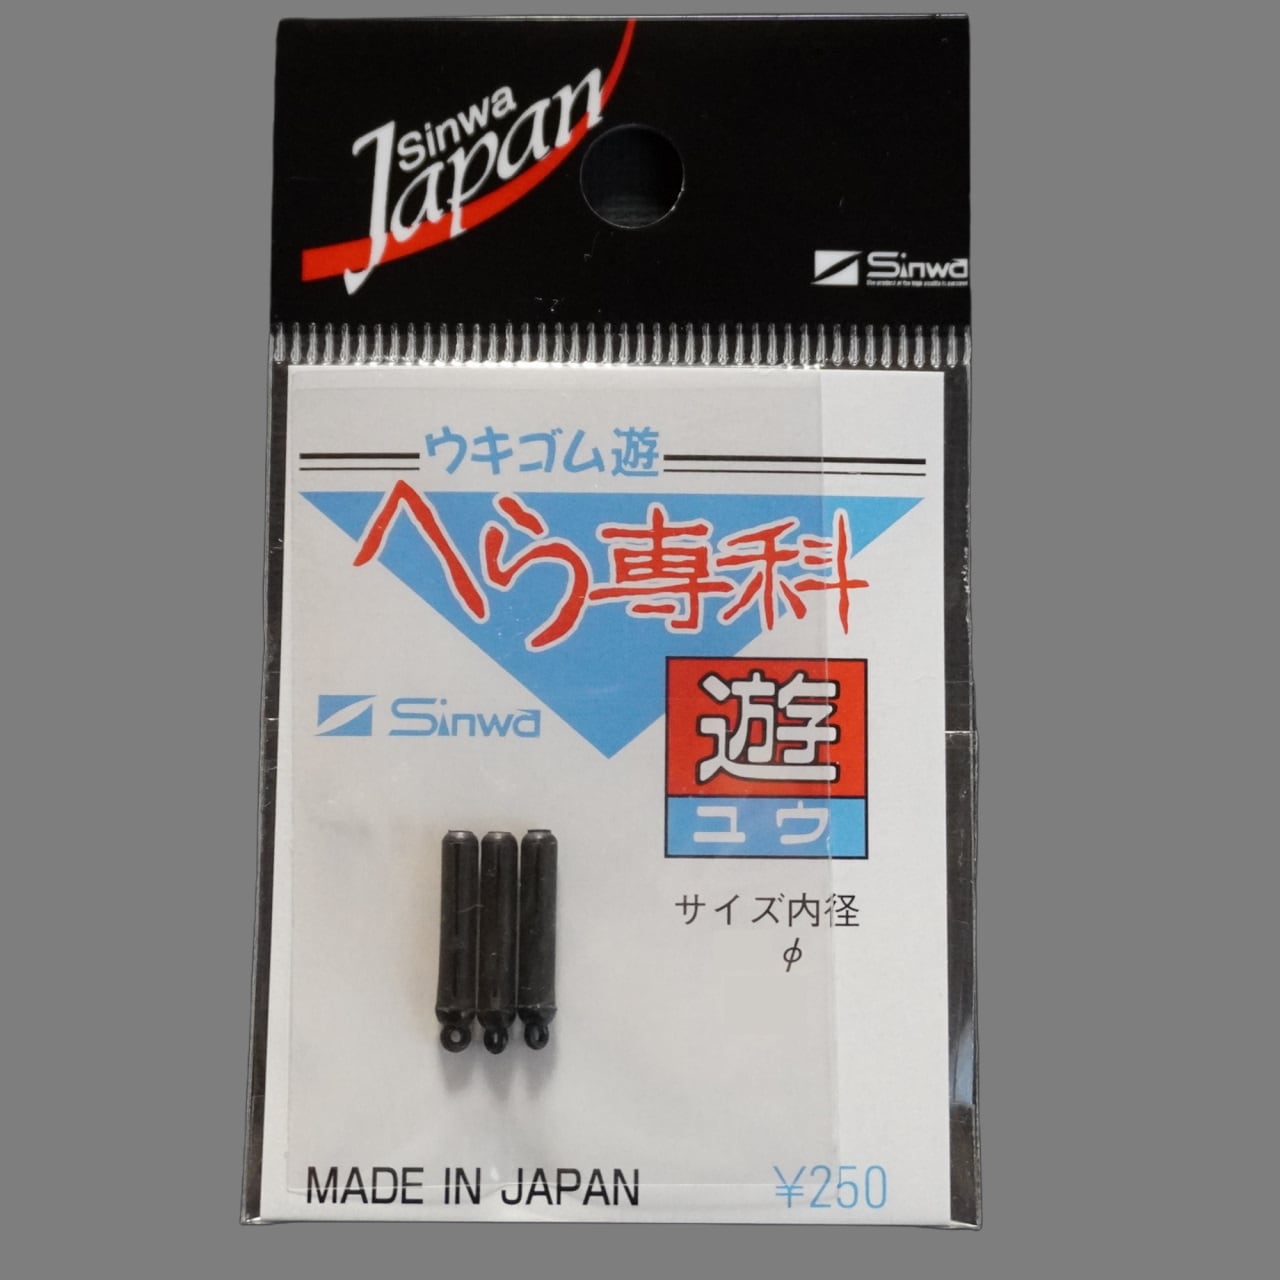 Sinwa
Japan
Sinwa
ウキゴム遊
へら専科
Sinwa
遊
ユウ
サイズ内径
φ
MADE IN JAPAN
¥250